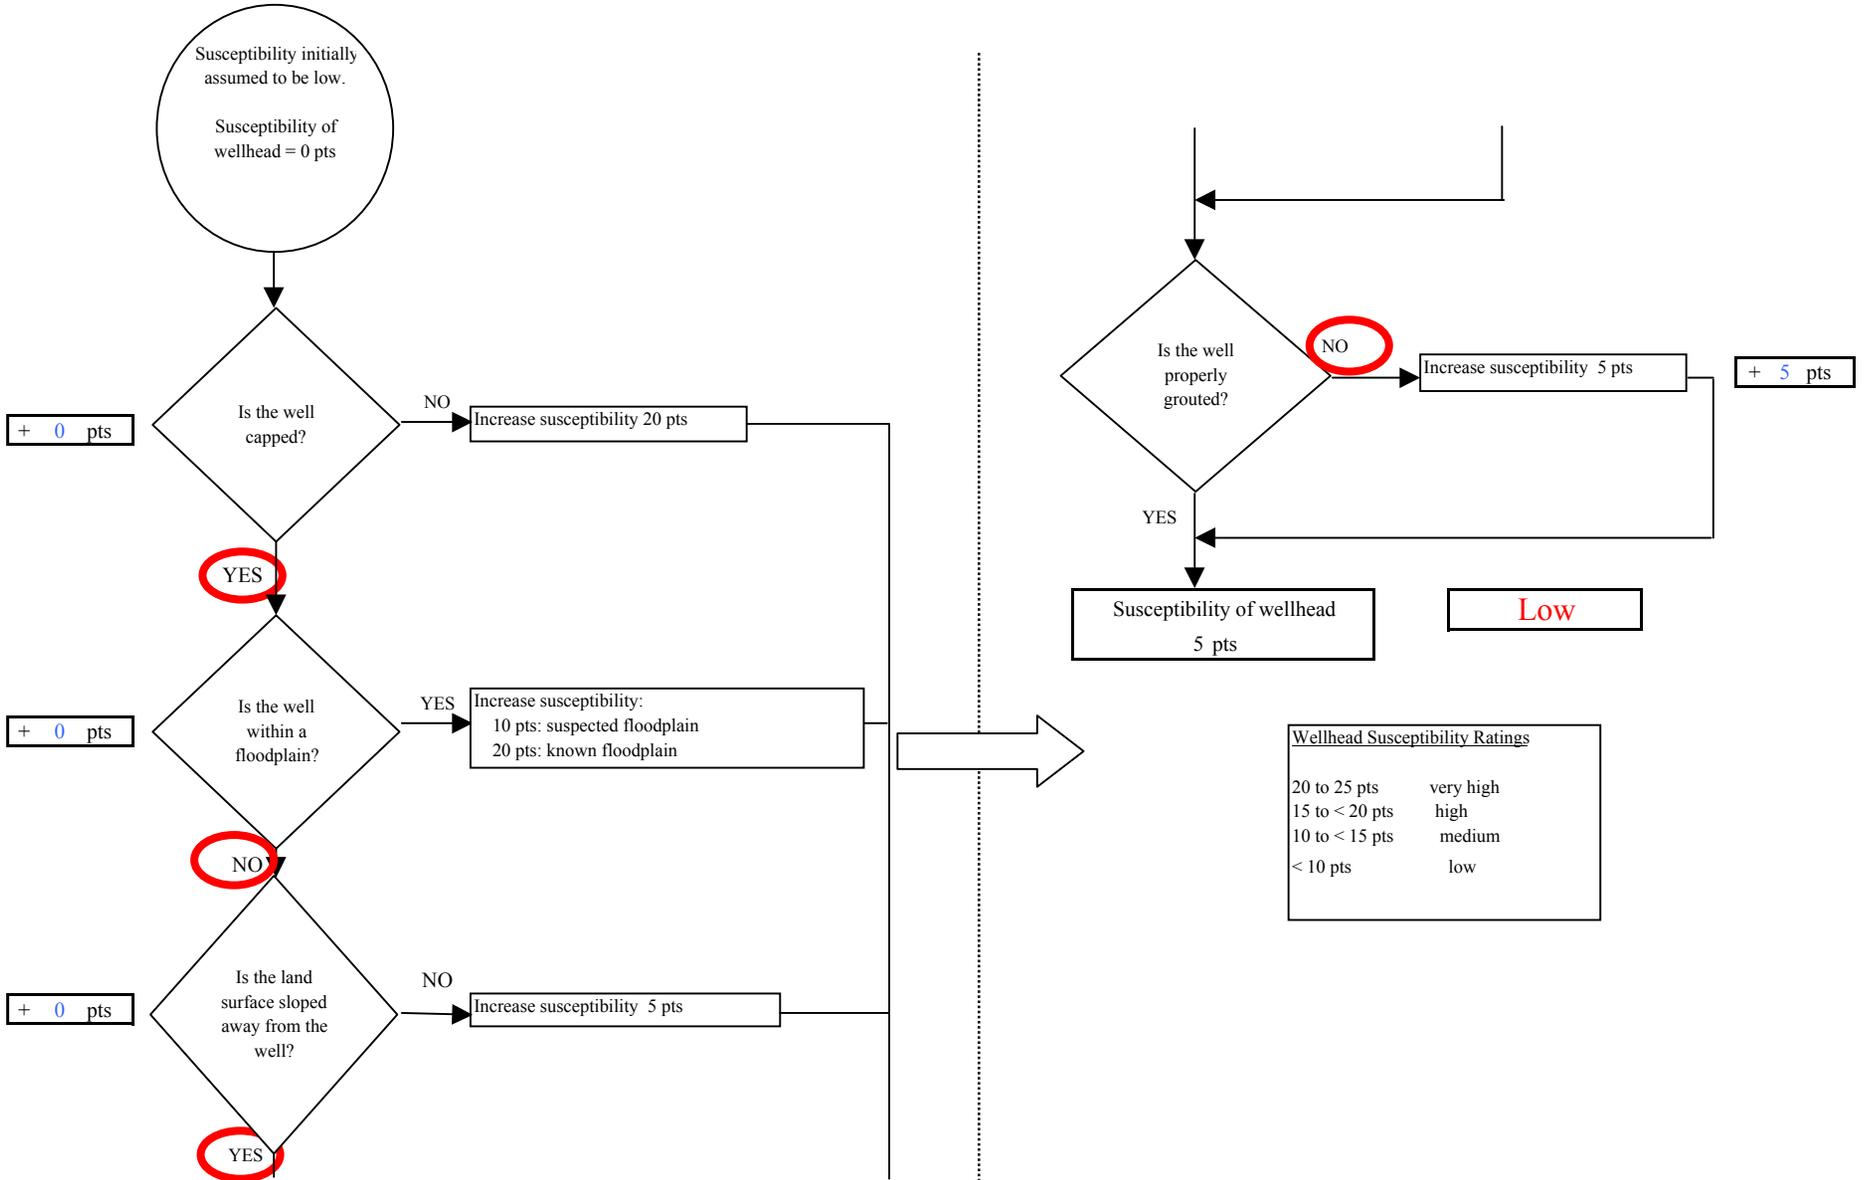 Susceptibility initially
assumed to be low.
Susceptibility of
wellhead = 0 pts
Is the well
capped?
NO
Increase susceptibility 20 pts
+ 0 pts
YES
Is the well
within a
floodplain?
YES
Increase susceptibility:
10 pts: suspected floodplain
20 pts: known floodplain
+ 0 pts
NO
Is the land
surface sloped
away from the
well?
NO
Increase susceptibility 5 pts
+ 0 pts
YES
Is the well
properly
grouted?
NO
Increase susceptibility 5 pts
+ 5 pts
YES
Susceptibility of wellhead
5 pts
Low
Wellhead Susceptibility Ratings
20 to 25 pts very high
15 to < 20 pts high
10 to < 15 pts medium
< 10 pts low